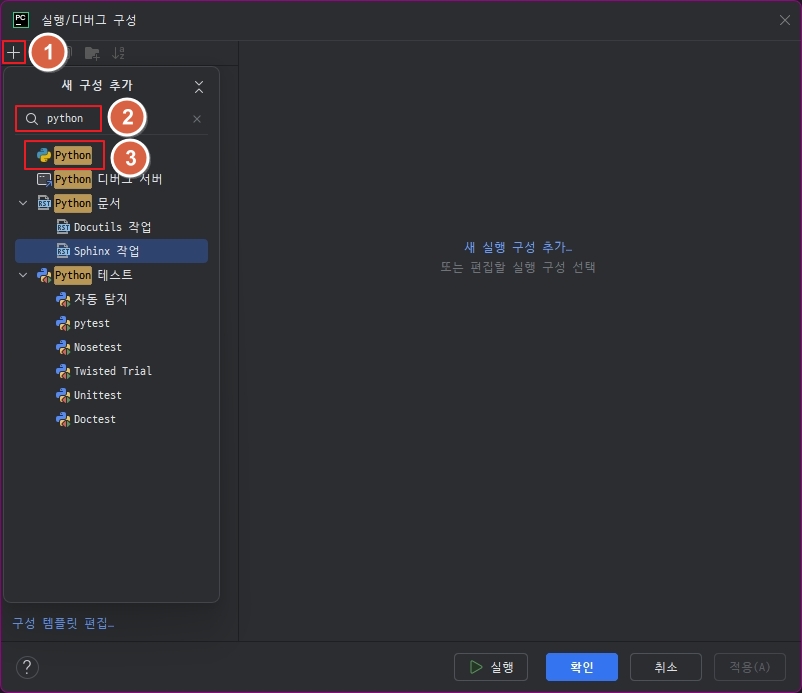 PC
실행/디버그 구성
1
새 구성 추가
python
2
Python
3
Python 디버그 서버
Python 문서
Docutils 작업
Sphinx 작업
Python 테스트
자동 탐지
pytest
Nosetest
Twisted Trial
Unittest
Doctest
새 실행 구성 추가…
또는 편집할 실행 구성 선택
구성 템플릿 편집…
?
실행
확인
취소
적용(A)